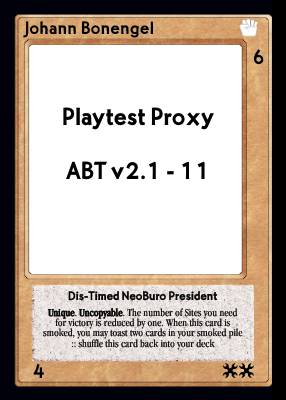 Johann Bonengel
6
Playtest Proxy
ABT v2.1 - 11
Dis-Timed NeoBuro President
Unique. Uncopyable. The number of Sites you need
for victory is reduced by one. When this card is
smoked, you may toast two cards in your smoked pile
:: shuffle this card back into your deck
4